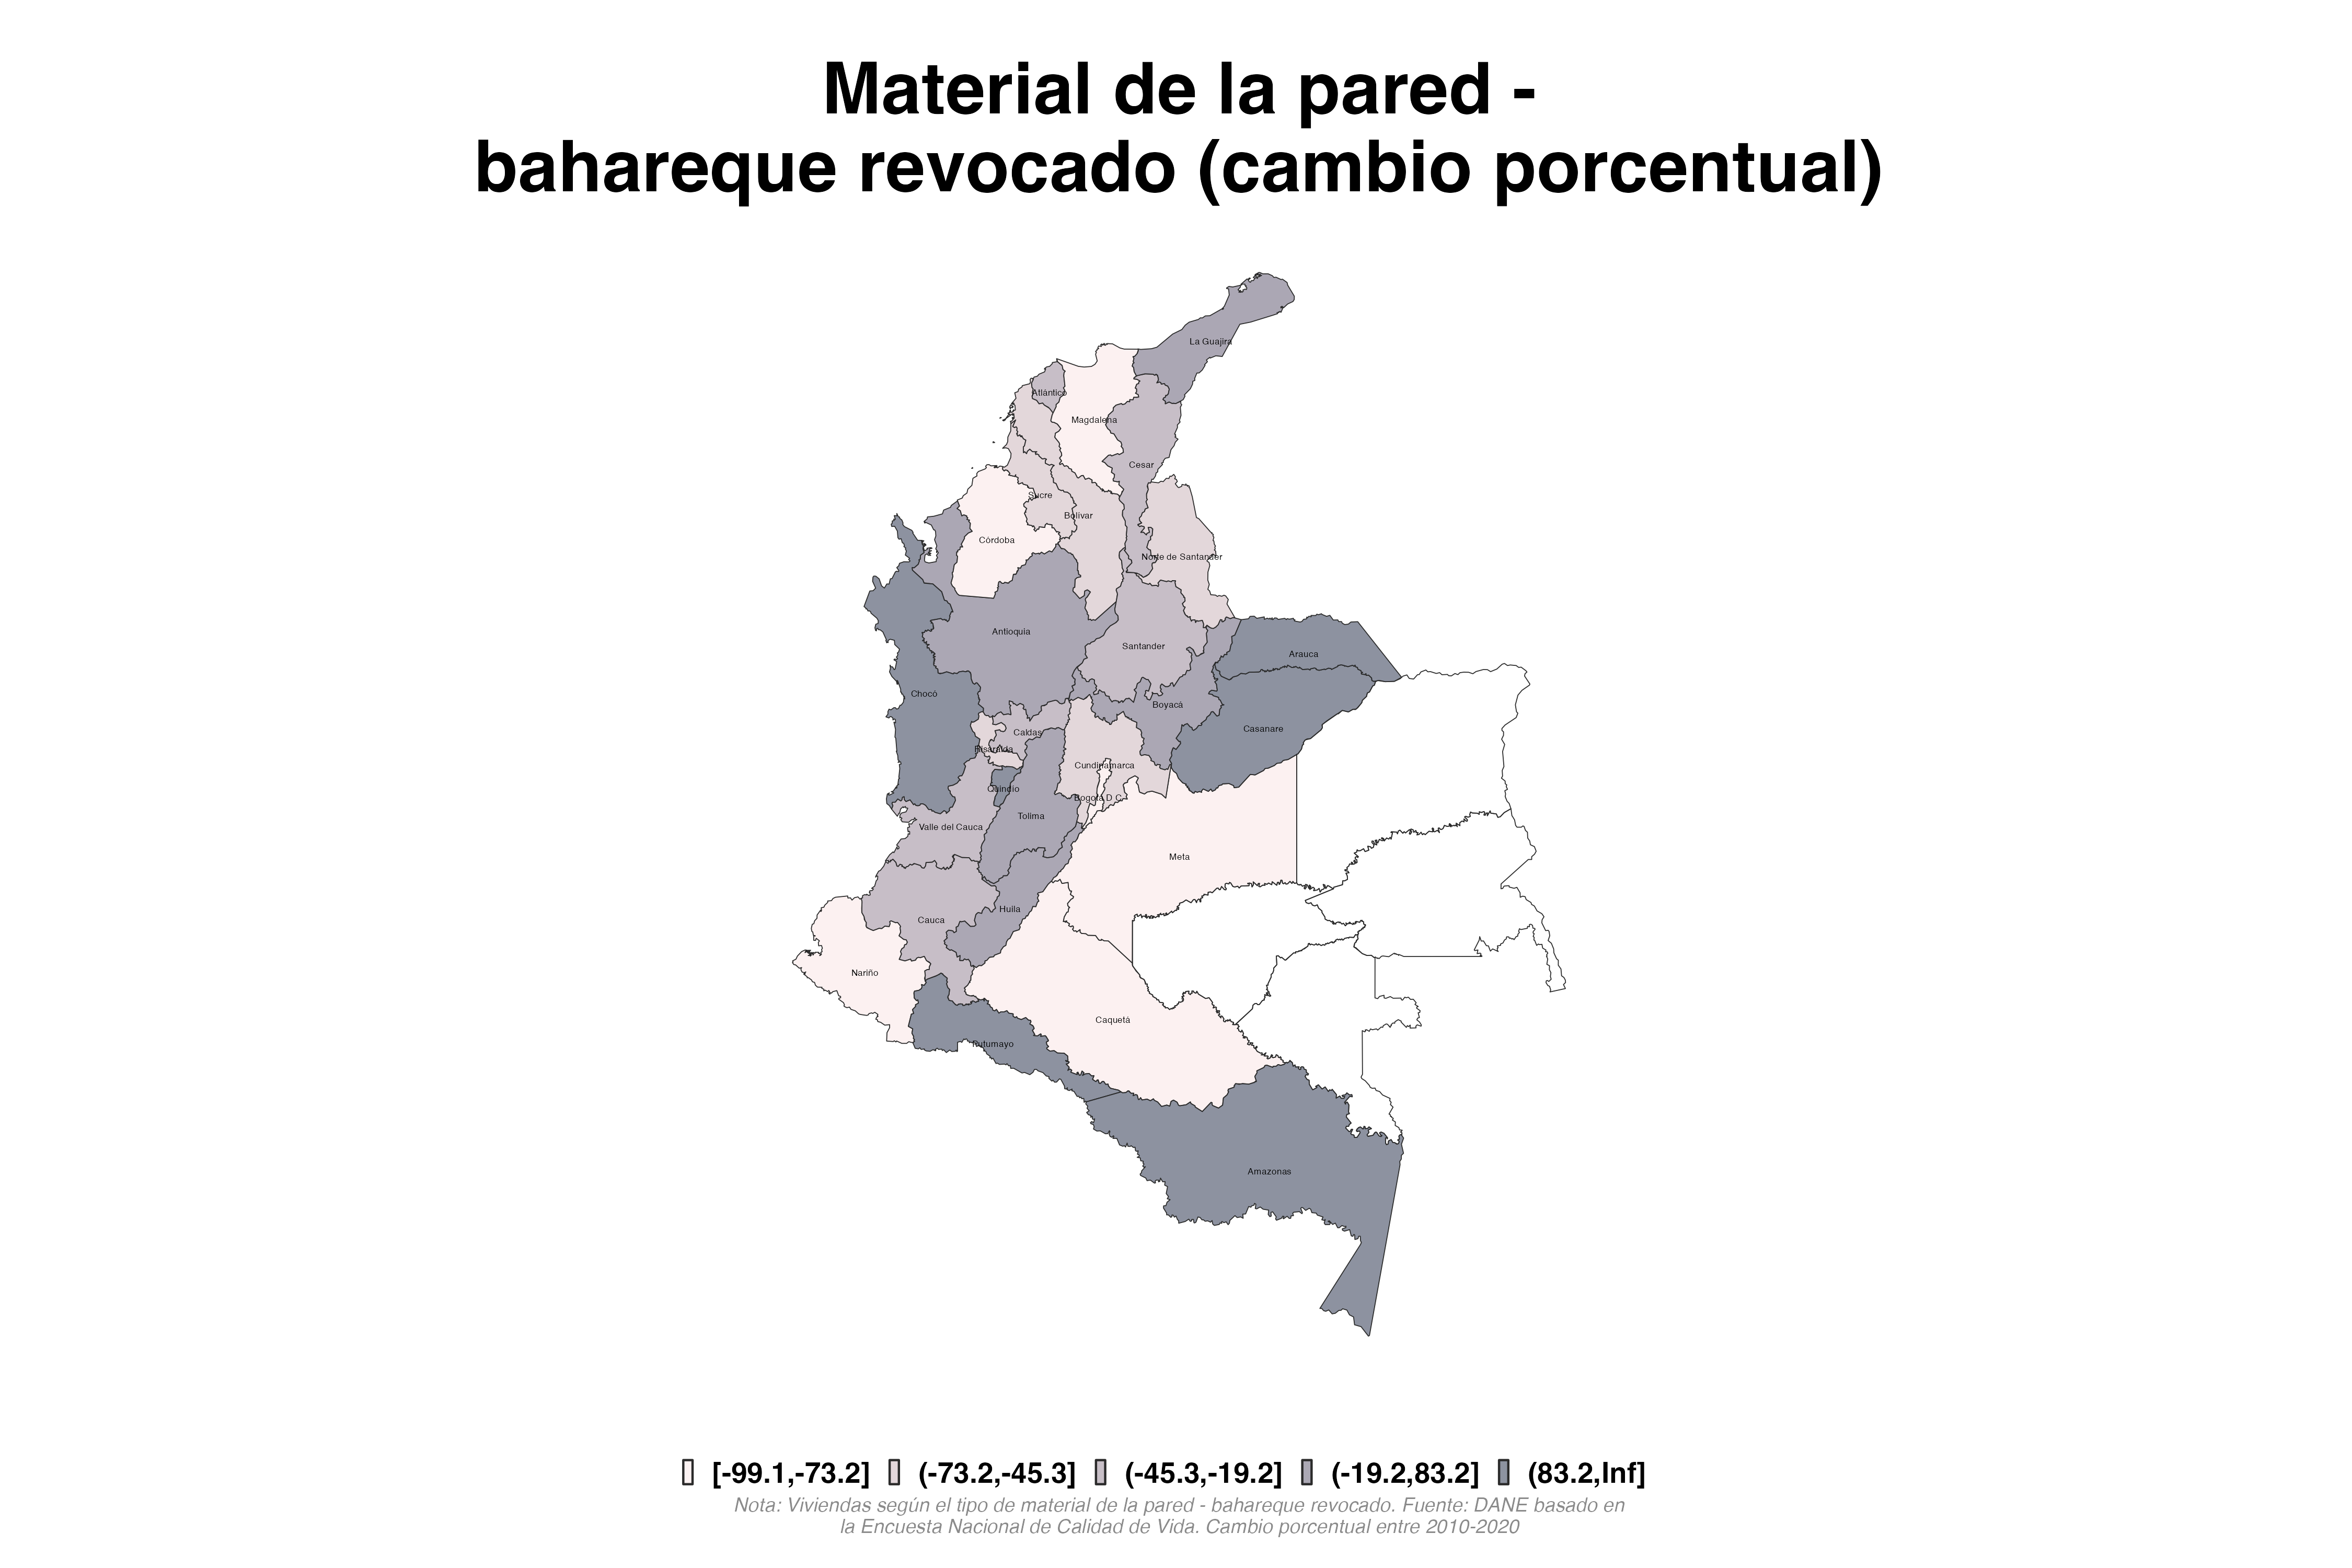 Material de la pared -
bahareque revocado (cambio porcentual)
La Guajira
Atlántico
Magdalena
Cesar
Sucre
Bolívar
Córdoba
Norte de Santander
Antioquia
Santander
Arauca
Chocó
Boyacá
Casanare
Caldas
Risaralda
Cundinamarca
Quindío
Bogotá D C
Tolima
Valle del Cauca
Meta
Huila
Cauca
Nariño
Caquetá
Putumayo
Amazonas
[-99.1,-73.2] (-73.2,-45.3] (-45.3,-19.2] (-19.2,83.2] (83.2,Inf]
Nota: Viviendas según el tipo de material de la pared - bahareque revocado. Fuente: DANE basado en
la Encuesta Nacional de Calidad de Vida. Cambio porcentual entre 2010-2020